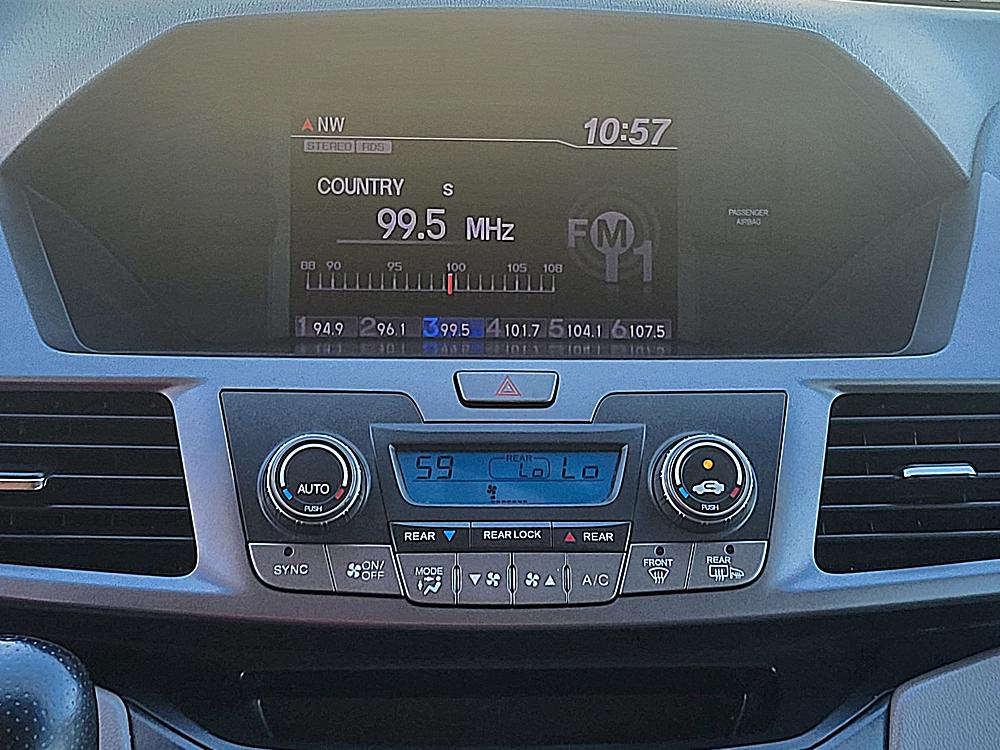 NW 10:57
STEREO RDS
COUNTRY S
99.5 MHz
FM1
88 90 95 100 105 108
1 94.9 2 96.1 3 99.5 4 101.7 5 104.1 6 107.5
PASSENGER
AIRBAG
59 REAR Lo Lo
AUTO
PUSH
PUSH
REAR REAR LOCK REAR
SYNC ON/
OFF
MODE A/C
FRONT REAR